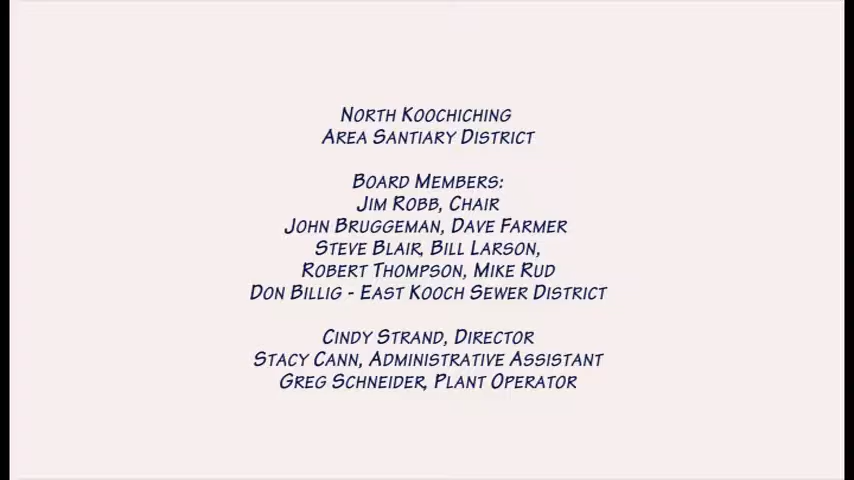 North Koochiching
Area Santiary District
Board Members:
Jim Robb, Chair
John Bruggeman, Dave Farmer
Steve Blair, Bill Larson,
Robert Thompson, Mike Rud
Don Billig - East Kooch Sewer District
Cindy Strand, Director
Stacy Cann, Administrative Assistant
Greg Schneider, Plant Operator